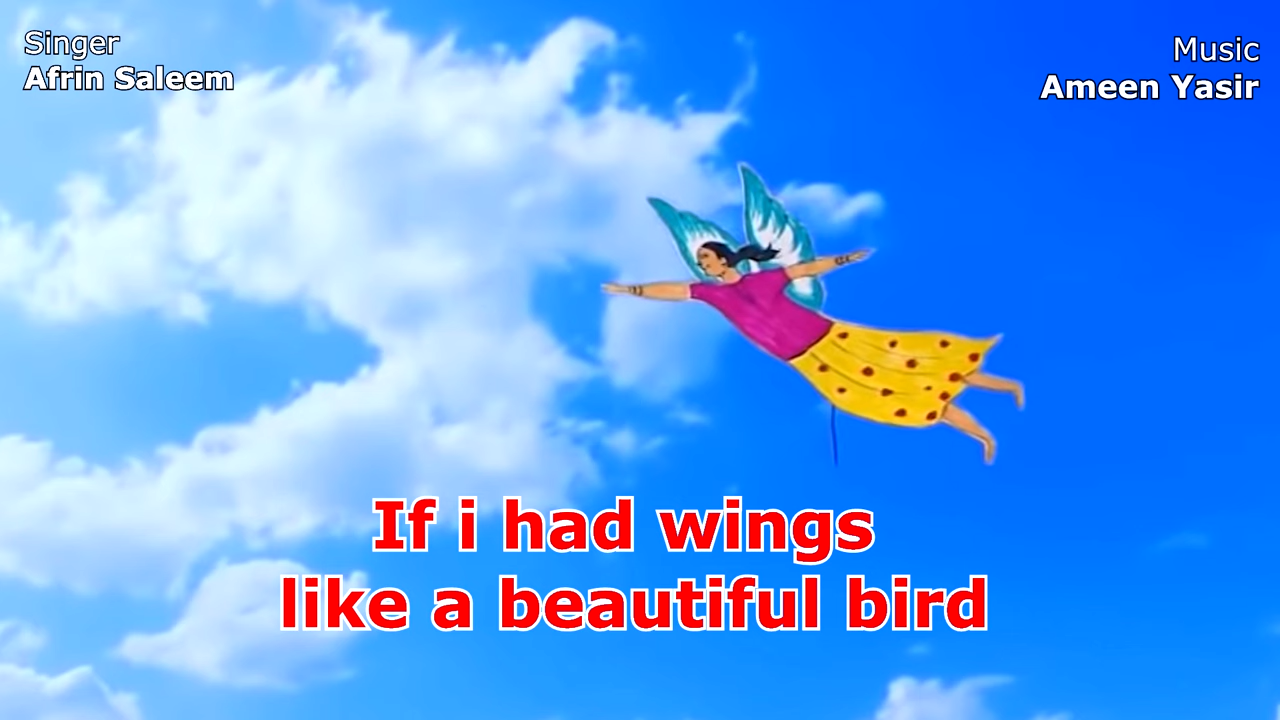 Singer
Afrin Saleem
Music
Ameen Yasir
If i had wings
like a beautiful bird